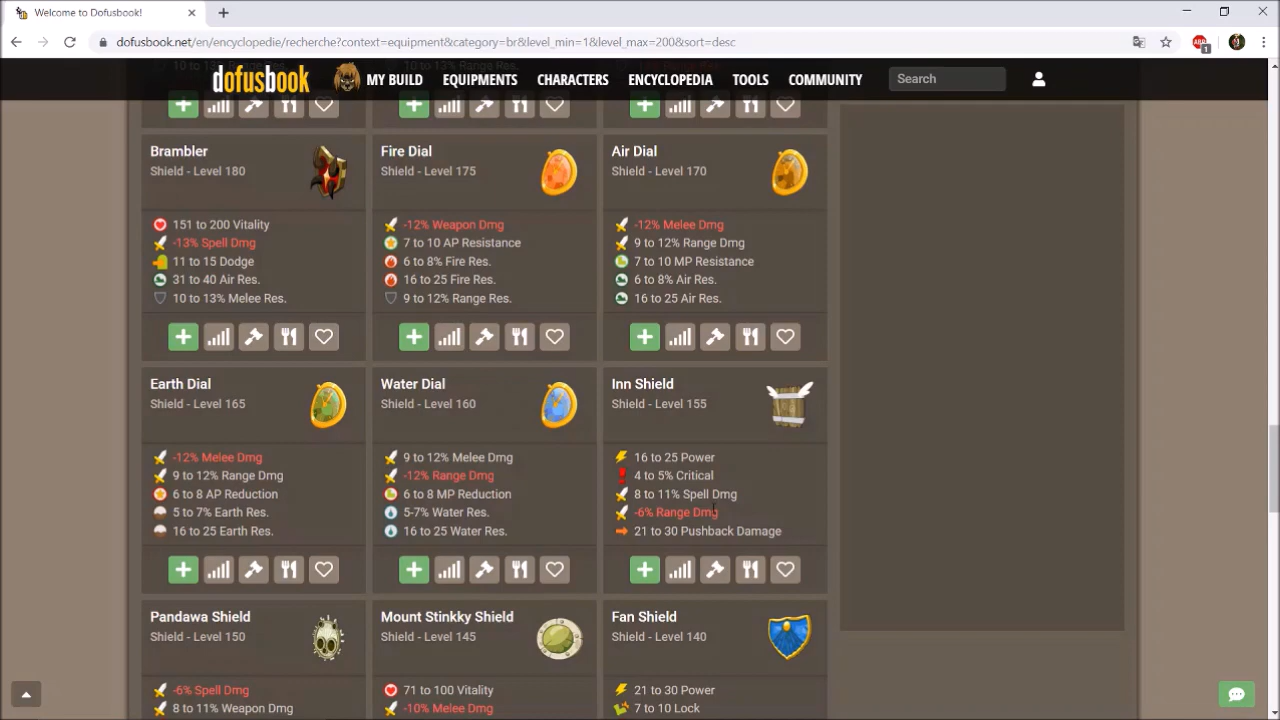 Welcome to Dofusbook!
dofusbook.net/en/encyclopedie/recherche?context=equipment&category=br&level_min=1&level_max=200&sort=desc
dofusbook MY BUILD EQUIPMENTS CHARACTERS ENCYCLOPEDIA TOOLS COMMUNITY Search
Brambler
Shield - Level 180
151 to 200 Vitality
-13% Spell Dmg
11 to 15 Dodge
31 to 40 Air Res.
10 to 13% Melee Res.
Fire Dial
Shield - Level 175
-12% Weapon Dmg
7 to 10 AP Resistance
6 to 8% Fire Res.
16 to 25 Fire Res.
9 to 12% Range Res.
Air Dial
Shield - Level 170
-12% Melee Dmg
9 to 12% Range Dmg
7 to 10 MP Resistance
6 to 8% Air Res.
16 to 25 Air Res.
Earth Dial
Shield - Level 165
-12% Melee Dmg
9 to 12% Range Dmg
6 to 8 AP Reduction
5 to 7% Earth Res.
16 to 25 Earth Res.
Water Dial
Shield - Level 160
9 to 12% Melee Dmg
-12% Range Dmg
6 to 8 MP Reduction
5-7% Water Res.
16 to 25 Water Res.
Inn Shield
Shield - Level 155
16 to 25 Power
4 to 5% Critical
8 to 11% Spell Dmg
-6% Range Dmg
21 to 30 Pushback Damage
Pandawa Shield
Shield - Level 150
-6% Spell Dmg
8 to 11% Weapon Dmg
Mount Stinkky Shield
Shield - Level 145
71 to 100 Vitality
-10% Melee Dmg
Fan Shield
Shield - Level 140
21 to 30 Power
7 to 10 Lock